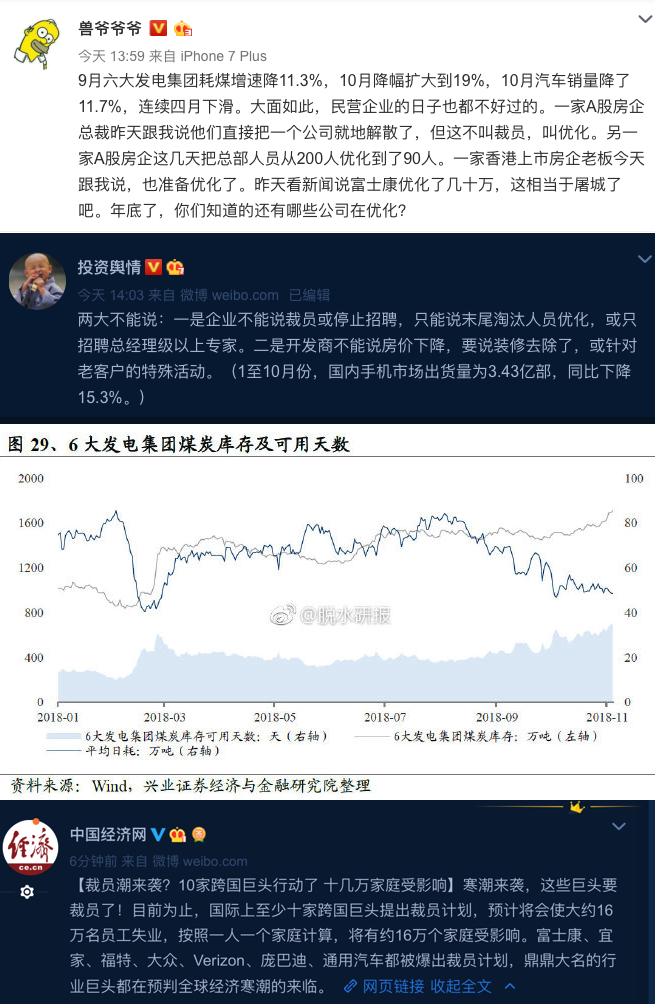 兽爷爷爷
今天 13:59 来自 iPhone 7 Plus
9月六大发电集团耗煤增速降11.3%，10月降幅扩大到19%，10月汽车销量降了
11.7%，连续四月下滑。大面如此，民营企业的日子也都不好过的。一家A股房企
总裁昨天跟我说他们直接把一个公司就地解散了，但这不叫裁员，叫优化。另一
家A股房企这几天把总部人员从200人优化到了90人。一家香港上市房企老板今天
跟我说，也准备优化了。昨天看新闻说富士康优化了几十万，这相当于屠城了
吧。年底了，你们知道的还有哪些公司在优化？
投资舆情
今天 14:03 来自 微博 weibo.com 已编辑
两大不能说：一是企业不能说裁员或停止招聘，只能说末尾淘汰人员优化，或只
招聘总经理级以上专家。二是开发商不能说房价下降，要说装修去除了，或针对
老客户的特殊活动。（1至10月份，国内手机市场出货量为3.43亿部，同比下降
15.3%。）
图 29、6 大发电集团煤炭库存及可用天数
2000 100
1600 80
1200 60
800 40
@脱水研报
400 20
0 0
2018-01 2018-03 2018-05 2018-07 2018-09 2018-11
6大发电集团煤炭库存可用天数：天（右轴） 6大发电集团煤炭库存：万吨（左轴）
平均日耗：万吨（右轴）
资料来源：Wind，兴业证券经济与金融研究院整理
經濟
ce.cn
中国经济网
6分钟前 来自 微博 weibo.com
【裁员潮来袭？10家跨国巨头行动了 十几万家庭受影响】寒潮来袭，这些巨头要
裁员了！目前为止，国际上至少十家跨国巨头提出裁员计划，预计将会使大约16
万名员工失业，按照一人一个家庭计算，将有约16万个家庭受影响。富士康、宜
家、福特、大众、Verizon、庞巴迪、通用汽车都被爆出裁员计划，鼎鼎大名的行
业巨头都在预判全球经济寒潮的来临。 网页链接 收起全文